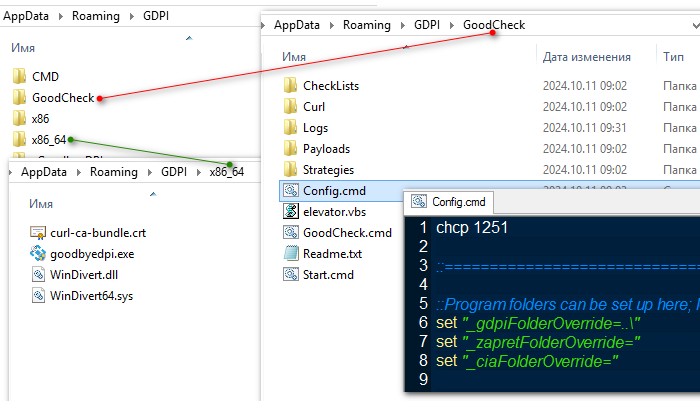 AppData ▸ Roaming ▸ GDPI
Имя
CMD
GoodCheck
x86
x86_64
AppData ▸ Roaming ▸ GDPI ▸ x86_64
Имя
curl-ca-bundle.crt
goodbyedpi.exe
WinDivert.dll
WinDivert64.sys
AppData ▸ Roaming ▸ GDPI ▸ GoodCheck
Имя Дата изменения Тип
CheckLists 2024.10.11 09:02 Папка
Curl 2024.10.11 09:02 Папка
Logs 2024.10.11 09:31 Папка
Payloads 2024.10.11 09:02 Папка
Strategies 2024.10.11 09:02 Папка
Config.cmd
elevator.vbs
GoodCheck.cmd
Readme.txt
Start.cmd
Config.cmd
1 chcp 1251
2
3 ::=============================
4
5 ::Program folders can be set up here;
6 set "_gdpiFolderOverride=..\"
7 set "_zapretFolderOverride="
8 set "_ciaFolderOverride="
9